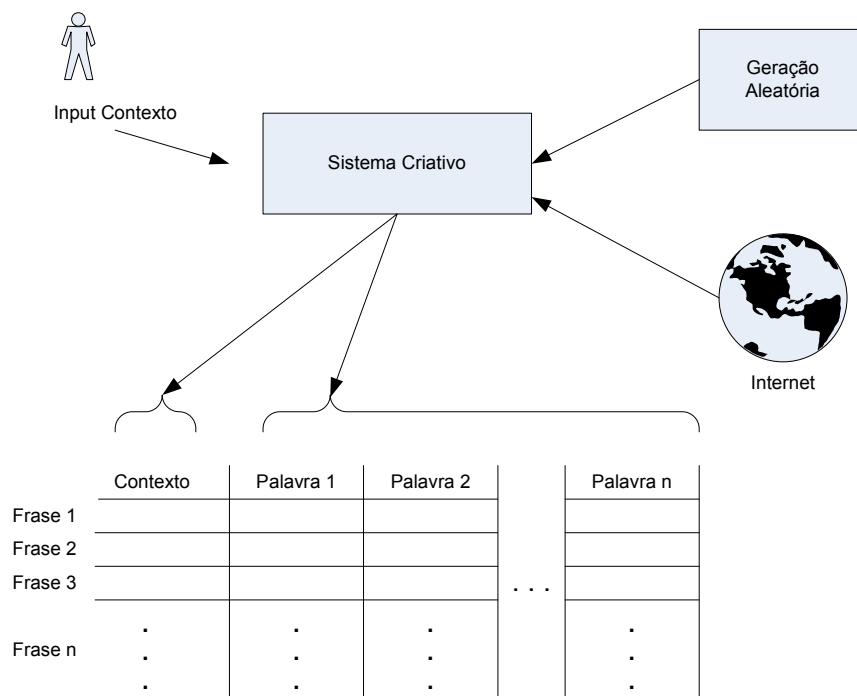 Input Contexto
Sistema Criativo
Geração
Aleatória
Internet
Contexto Palavra 1 Palavra 2 Palavra n
Frase 1
Frase 2
Frase 3
. . .
Frase n